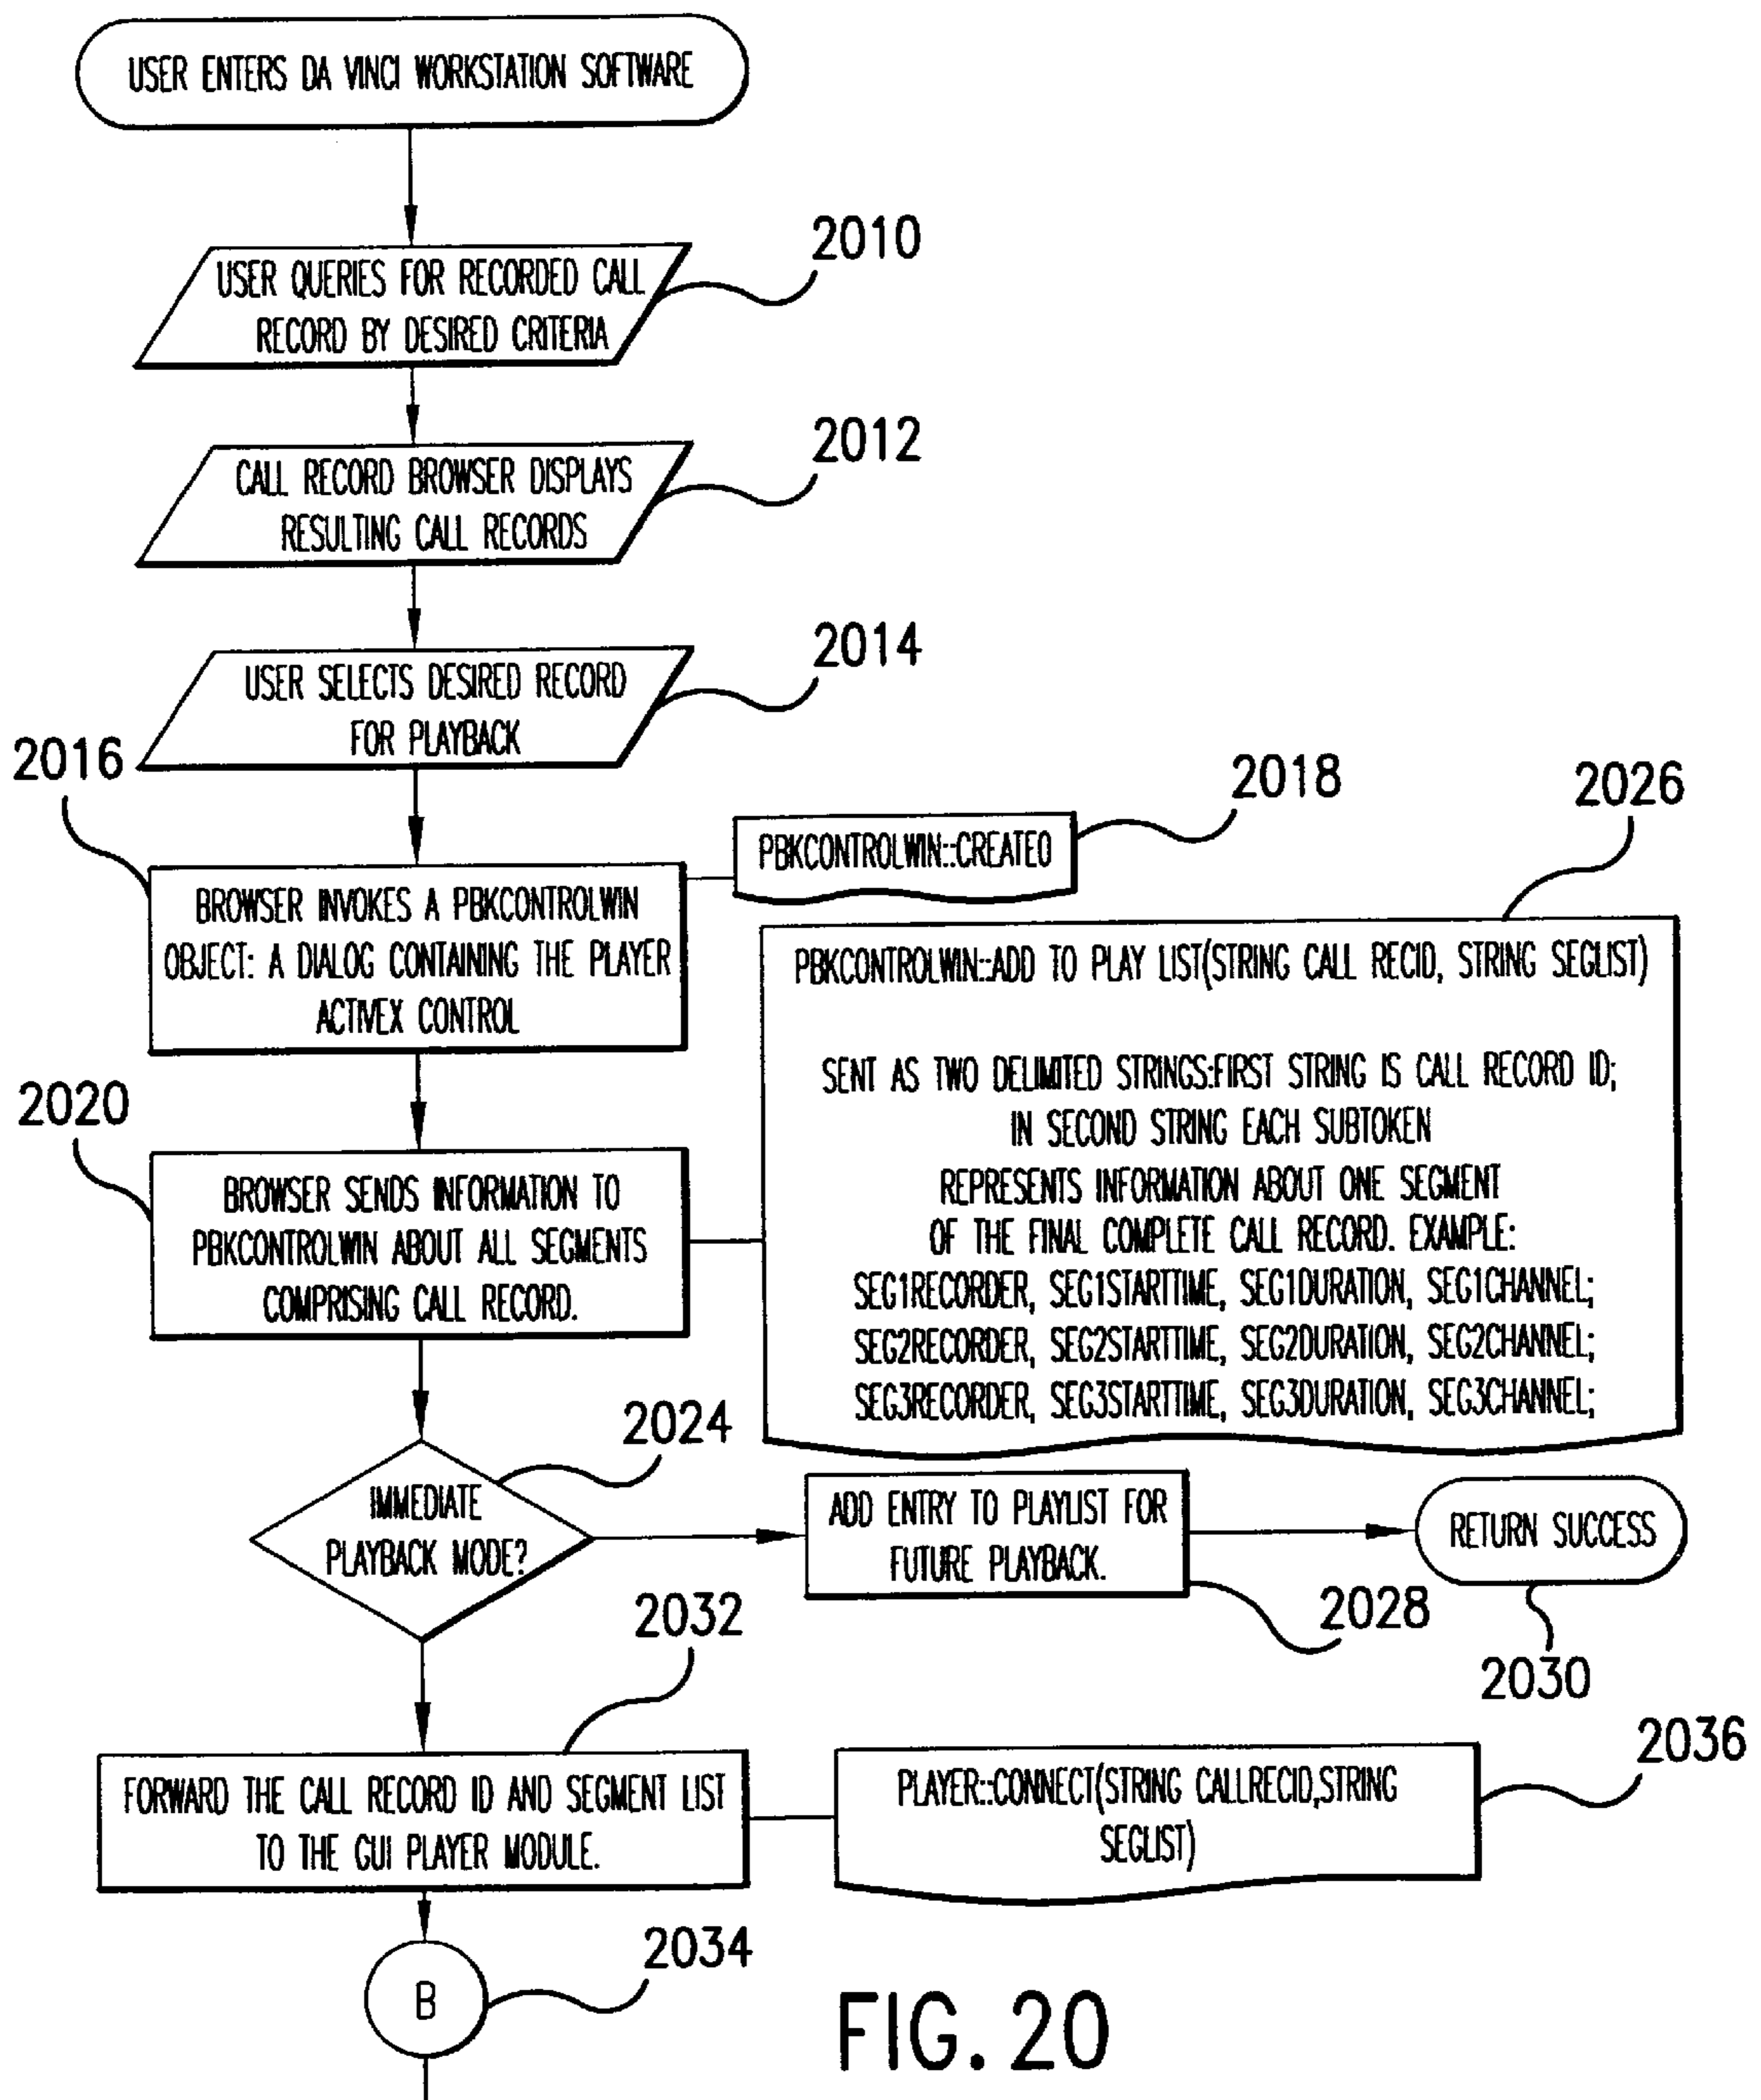 USER ENTERS DA VINCI WORKSTATION SOFTWARE
2010
USER QUERIES FOR RECORDED CALL
RECORD BY DESIRED CRITERIA
2012
CALL RECORD BROWSER DISPLAYS
RESULTING CALL RECORDS
2014
USER SELECTS DESIRED RECORD
FOR PLAYBACK
2016
2018
2026
PBKCONTROLWIN::CREATE0
BROWSER INVOKES A PBKCONTROLWIN
OBJECT: A DIALOG CONTAINING THE PLAYER
ACTIVEX CONTROL
PBKCONTROLWIN::ADD TO PLAY LIST(STRING CALL RECID, STRING SEGLIST)
SENT AS TWO DELIMITED STRINGS:FIRST STRING IS CALL RECORD ID;
IN SECOND STRING EACH SUBTOKEN
REPRESENTS INFORMATION ABOUT ONE SEGMENT
OF THE FINAL COMPLETE CALL RECORD. EXAMPLE:
SEG1RECORDER, SEG1STARTTIME, SEG1DURATION, SEG1CHANNEL;
SEG2RECORDER, SEG2STARTTIME, SEG2DURATION, SEG2CHANNEL;
SEG3RECORDER, SEG3STARTTIME, SEG3DURATION, SEG3CHANNEL;
2020
BROWSER SENDS INFORMATION TO
PBKCONTROLWIN ABOUT ALL SEGMENTS
COMPRISING CALL RECORD.
2024
IMMEDIATE
PLAYBACK MODE?
ADD ENTRY TO PLAYLIST FOR
FUTURE PLAYBACK.
2028
RETURN SUCCESS
2030
2032
FORWARD THE CALL RECORD ID AND SEGMENT LIST
TO THE GUI PLAYER MODULE.
2036
PLAYER::CONNECT(STRING CALLRECID,STRING
SEGLIST)
2034
B
FIG. 20